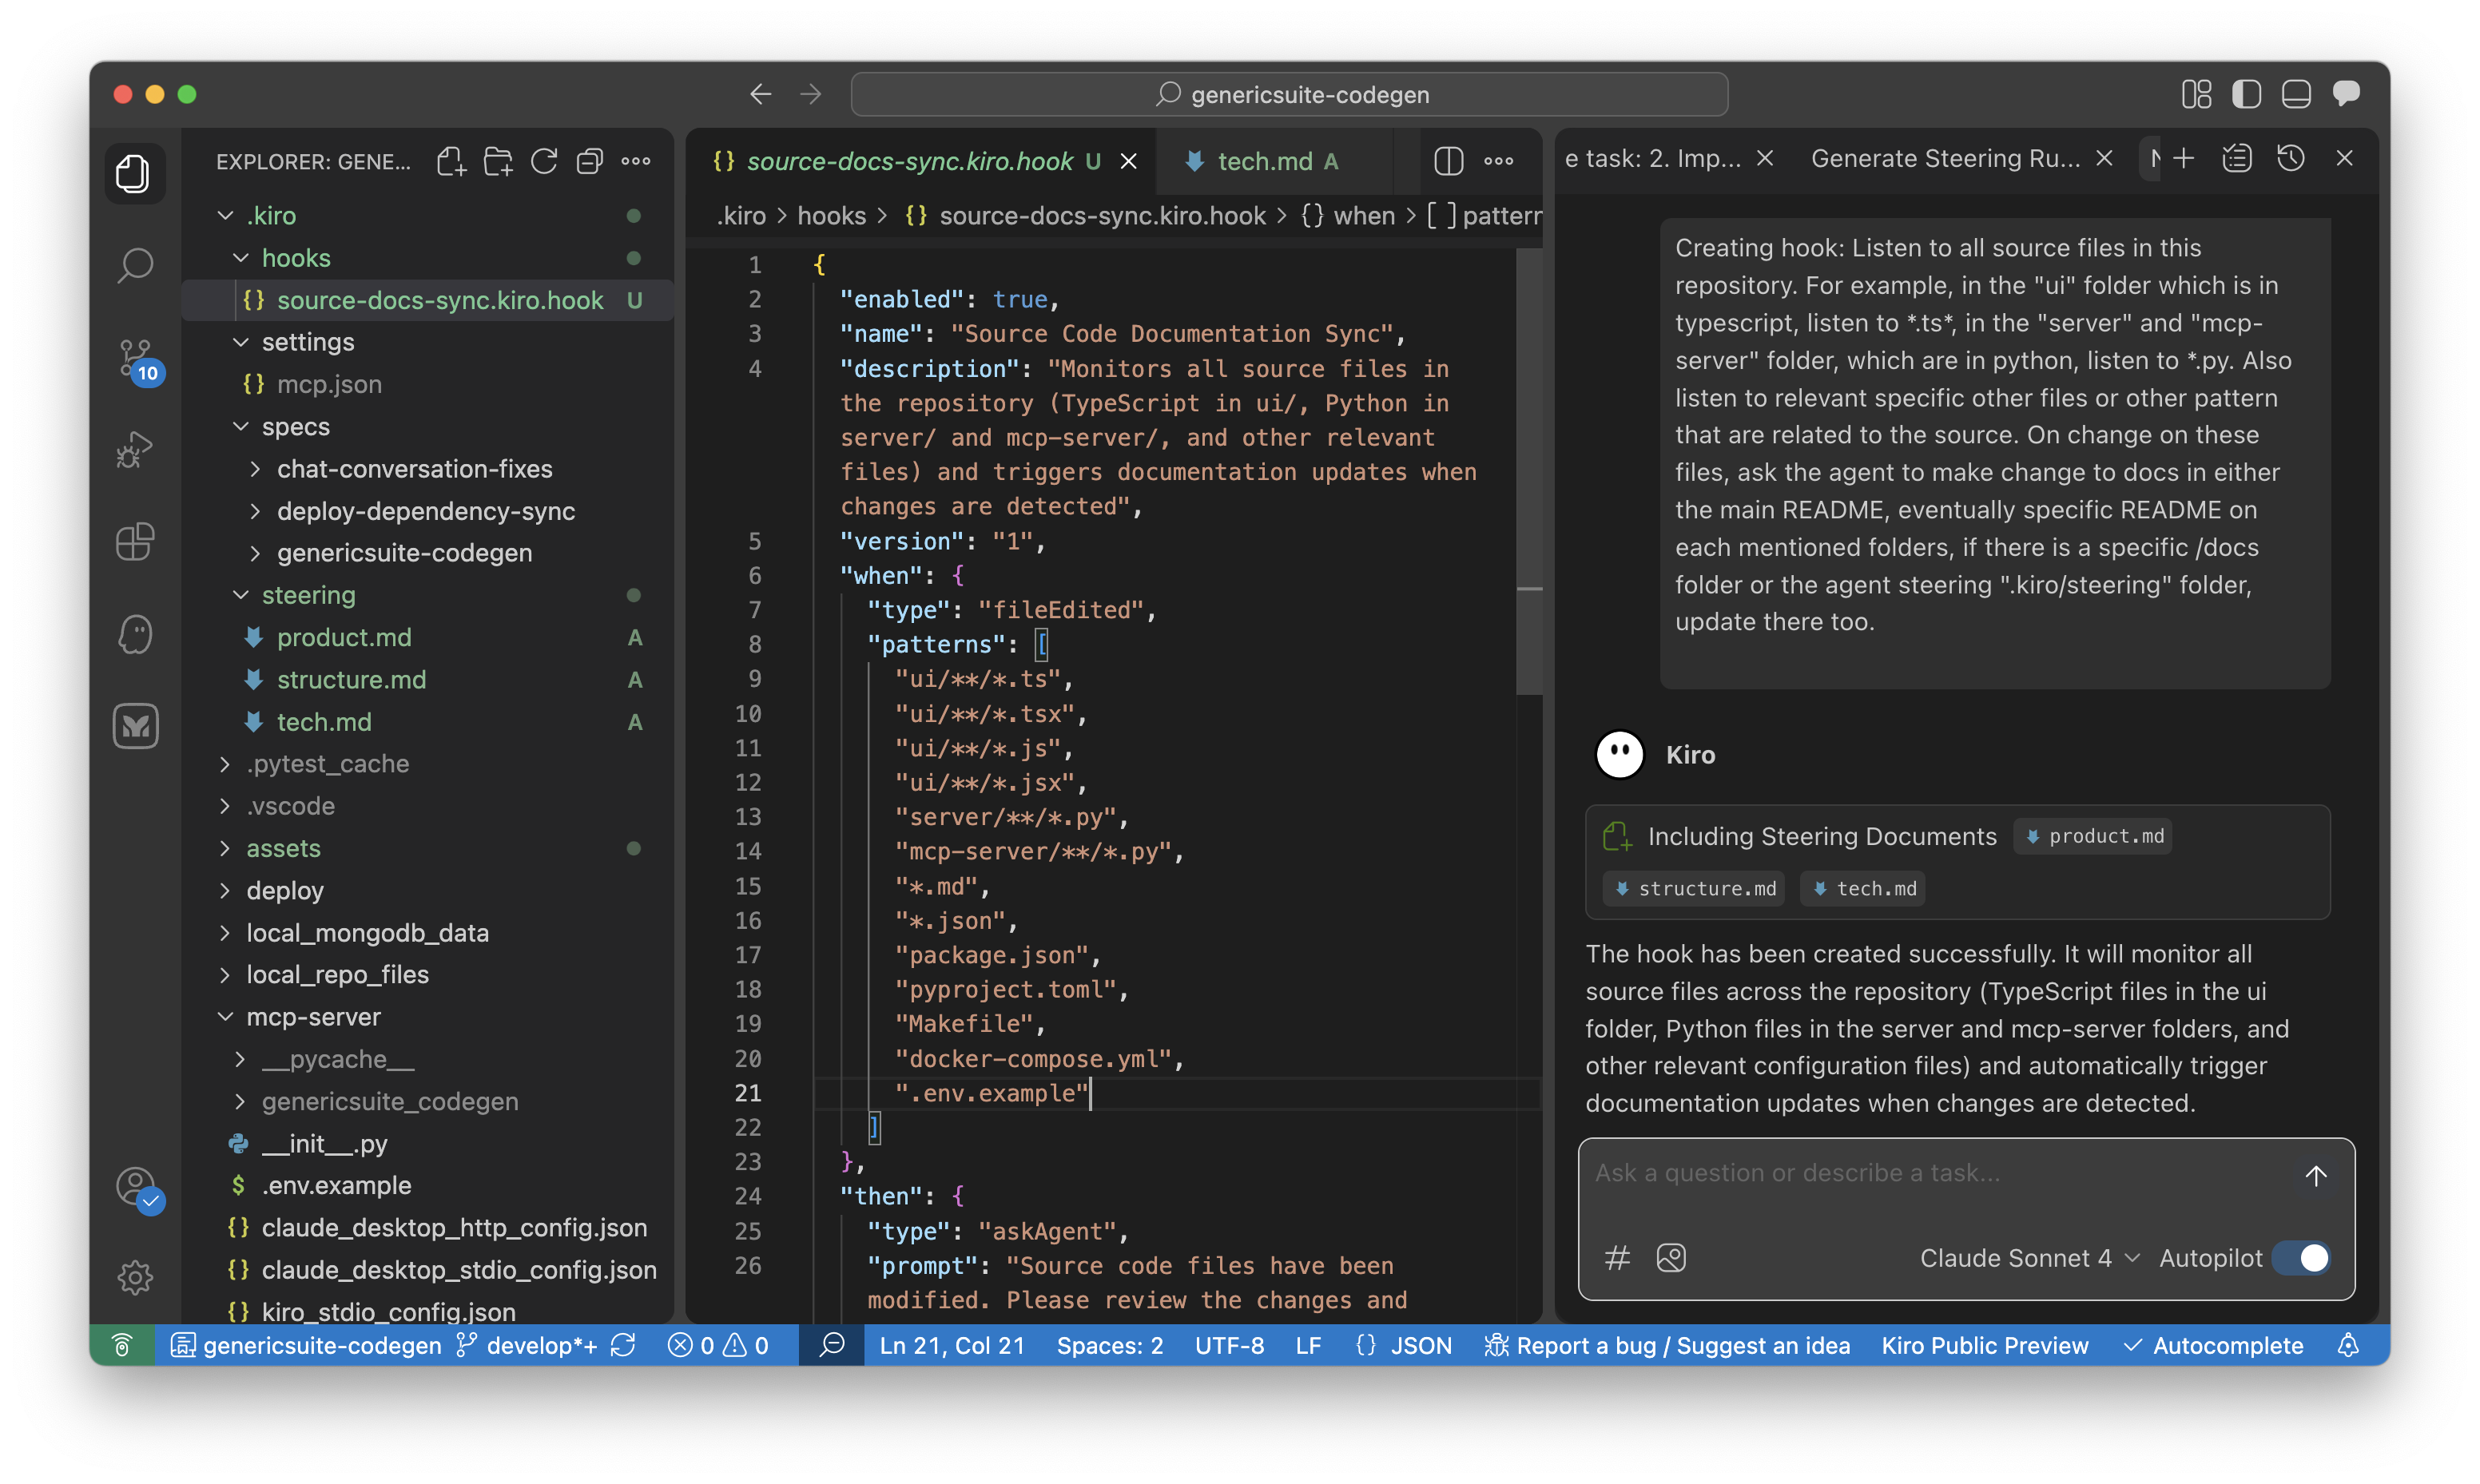 genericsuite-codegen
EXPLORER: GENE...
.kiro
hooks
source-docs-sync.kiro.hook U
settings
mcp.json
specs
chat-conversation-fixes
deploy-dependency-sync
genericsuite-codegen
steering
product.md A
structure.md A
tech.md A
.pytest_cache
.vscode
assets
deploy
local_mongodb_data
local_repo_files
mcp-server
__pycache__
genericsuite_codegen
__init__.py
.env.example
claude_desktop_http_config.json
claude_desktop_stdio_config.json
kiro_stdio_config.json
10
source-docs-sync.kiro.hook U
tech.md A
.kiro > hooks > {} source-docs-sync.kiro.hook > {} when > [ ] pattern
1 {
2 "enabled": true,
3 "name": "Source Code Documentation Sync",
4 "description": "Monitors all source files in
the repository (TypeScript in ui/, Python in
server/ and mcp-server/, and other relevant
files) and triggers documentation updates when
changes are detected",
5 "version": "1",
6 "when": {
7 "type": "fileEdited",
8 "patterns": [
9 "ui/**/*.ts",
10 "ui/**/*.tsx",
11 "ui/**/*.js",
12 "ui/**/*.jsx",
13 "server/**/*.py",
14 "mcp-server/**/*.py",
15 "*.md",
16 "*.json",
17 "package.json",
18 "pyproject.toml",
19 "Makefile",
20 "docker-compose.yml",
21 ".env.example"
22 ]
23 },
24 "then": {
25 "type": "askAgent",
26 "prompt": "Source code files have been
modified. Please review the changes and
e task: 2. Imp...
Generate Steering Ru...
N
Creating hook: Listen to all source files in this
repository. For example, in the "ui" folder which is in
typescript, listen to *.ts*, in the "server" and "mcp-
server" folder, which are in python, listen to *.py. Also
listen to relevant specific other files or other pattern
that are related to the source. On change on these
files, ask the agent to make change to docs in either
the main README, eventually specific README on
each mentioned folders, if there is a specific /docs
folder or the agent steering ".kiro/steering" folder,
update there too.
Kiro
Including Steering Documents product.md
structure.md tech.md
The hook has been created successfully. It will monitor all
source files across the repository (TypeScript files in the ui
folder, Python files in the server and mcp-server folders, and
other relevant configuration files) and automatically trigger
documentation updates when changes are detected.
Ask a question or describe a task...
# Claude Sonnet 4 Autopilot
genericsuite-codegen develop*+ 0 0 Ln 21, Col 21 Spaces: 2 UTF-8 LF {} JSON Report a bug / Suggest an idea Kiro Public Preview Autocomplete